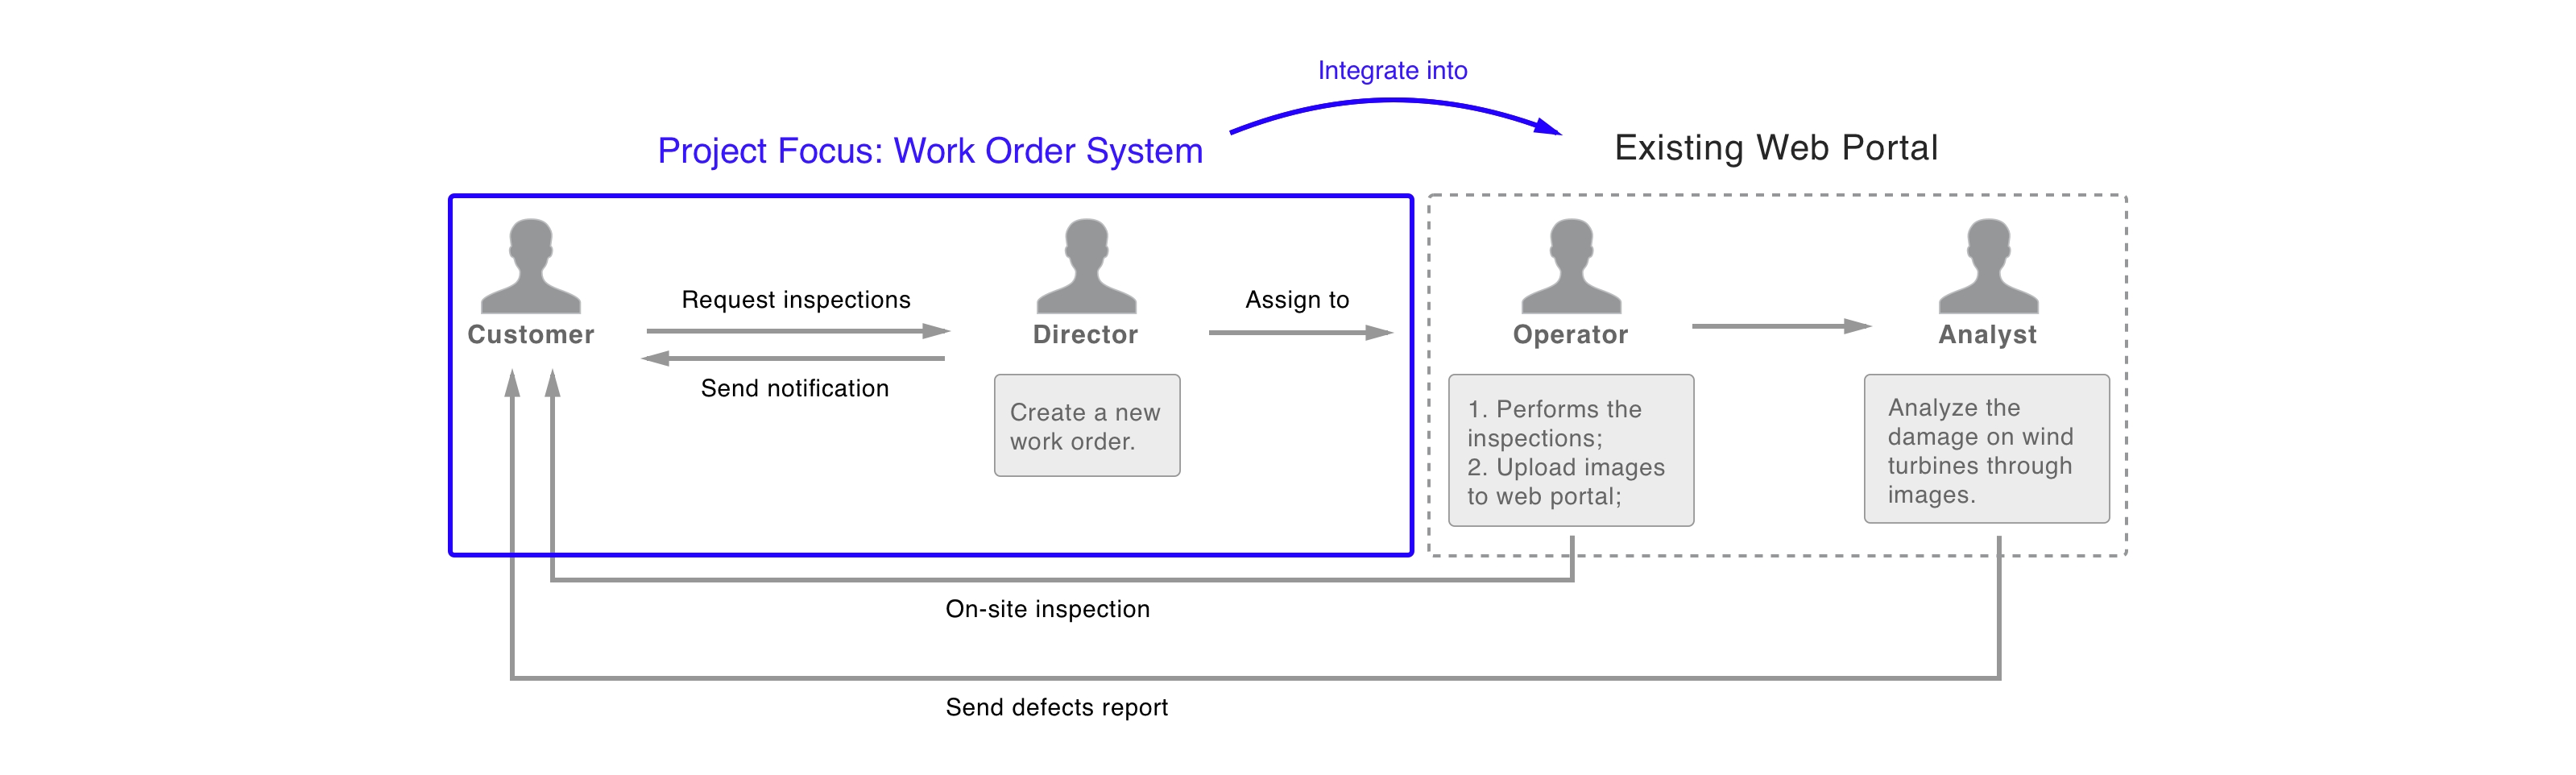 Integrate into
Project Focus: Work Order System
Existing Web Portal
Customer
Request inspections
Send notification
Director
Create a new
work order.
Assign to
Operator
1. Performs the
inspections;
2. Upload images
to web portal;
Analyst
Analyze the
damage on wind
turbines through
images.
On-site inspection
Send defects report